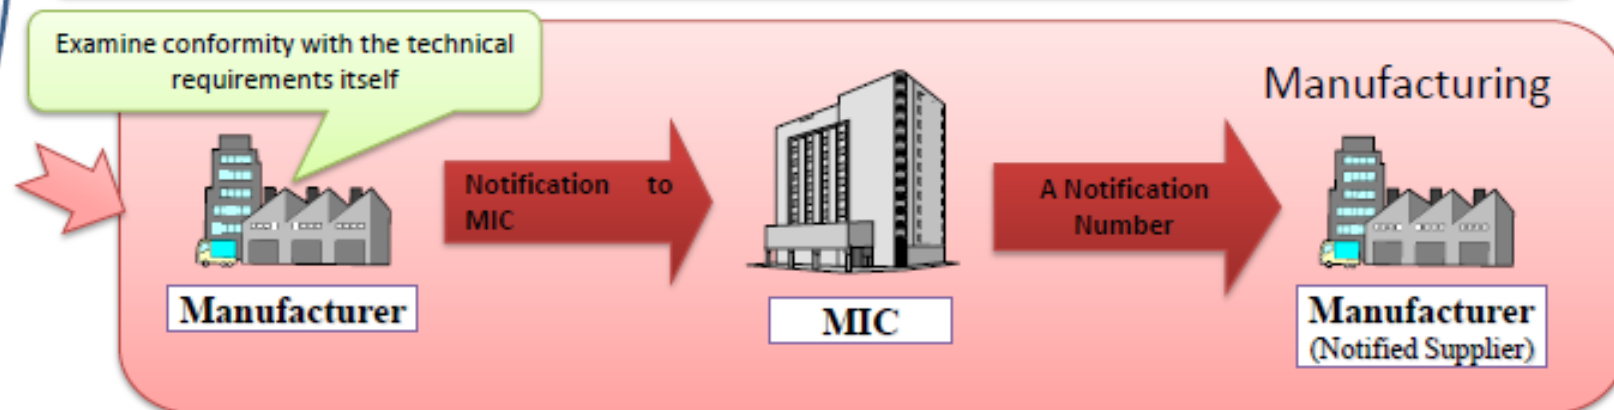 Examine conformity with the technical
requirements itself
Manufacturing
Notification to
MIC
A Notification
Number
Manufacturer
MIC
Manufacturer
(Notified Supplier)